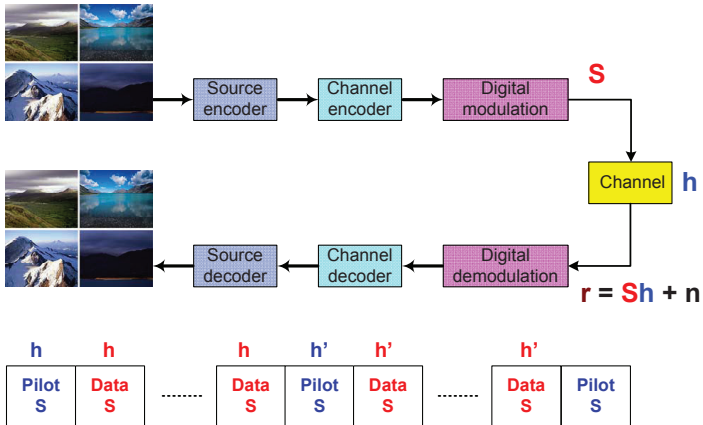 Source encoder
Channel encoder
Digital modulation
S
Channel
h
Source decoder
Channel decoder
Digital demodulation
r = Sh + n
h h h h' h' h'
Pilot S
Data S
........
Data S
Pilot S
Data S
........
Data S
Pilot S